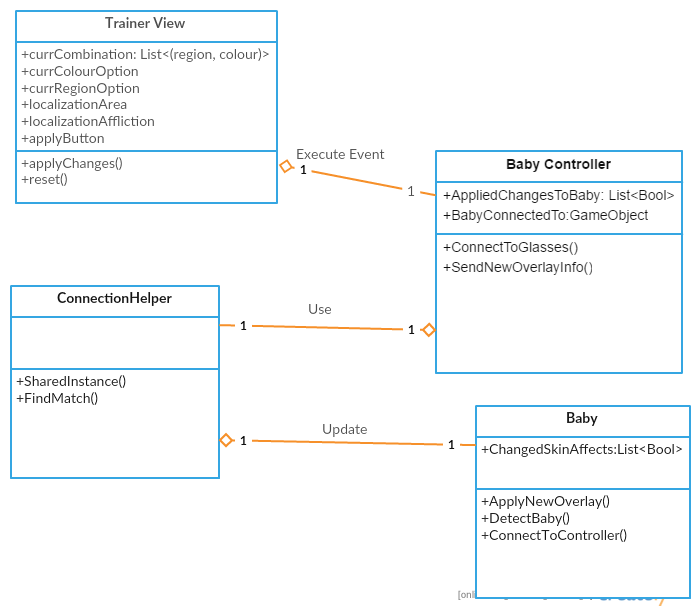 Trainer View
+currCombination: List<(region, colour)>
+currColourOption
+currRegionOption
+localizationArea
+localizationAffliction
+applyButton
+applyChanges()
+reset()
Execute Event
1
1
Baby Controller
+AppliedChangesToBaby: List<Bool>
+BabyConnectedTo:GameObject
+ConnectToGlasses()
+SendNewOverlayInfo()
ConnectionHelper
+SharedInstance()
+FindMatch()
Use
1
1
Update
1
1
Baby
+ChangedSkinAffects:List<Bool>
+ApplyNewOverlay()
+DetectBaby()
+ConnectToController()